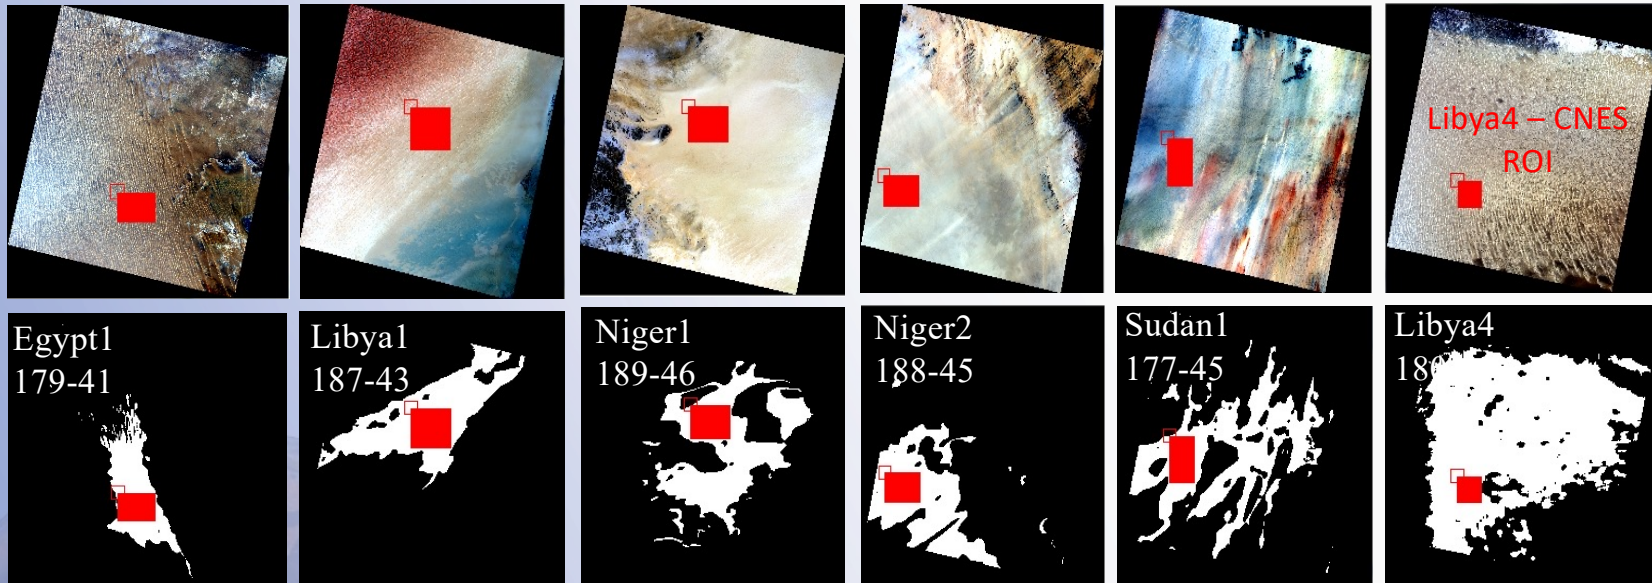 Libya4 – CNES
ROI
Egypt1
179-41
Libya1
187-43
Niger1
189-46
Niger2
188-45
Sudan1
177-45
Libya4